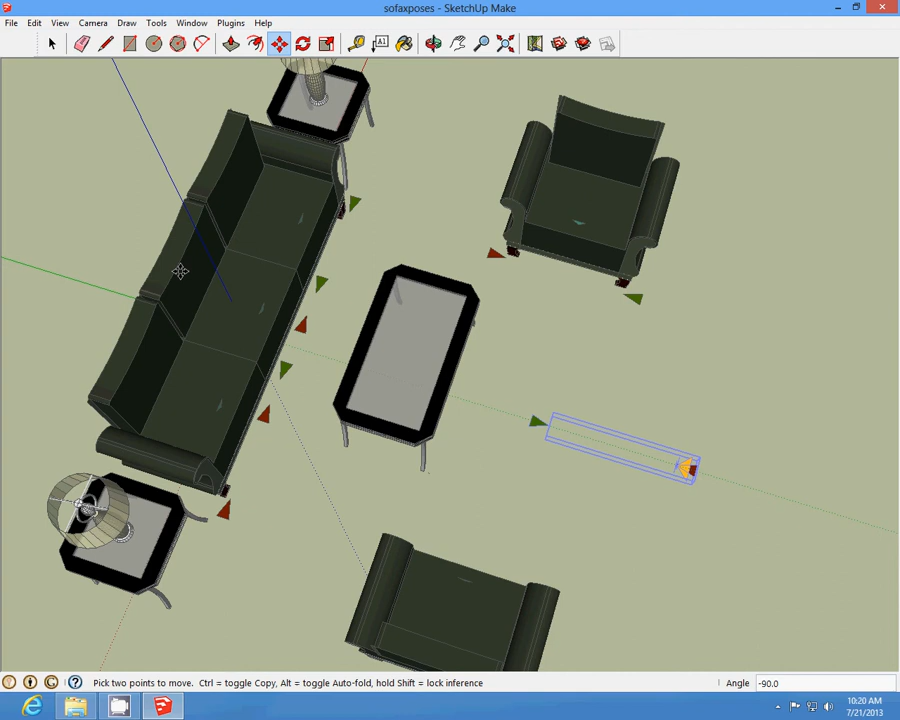 sofaxposes - SketchUp Make
File Edit View Camera Draw Tools Window Plugins Help
Pick two points to move. Ctrl = toggle Copy, Alt = toggle Auto-fold, hold Shift = lock inference
Angle -90.0
10:20 AM
7/21/2013